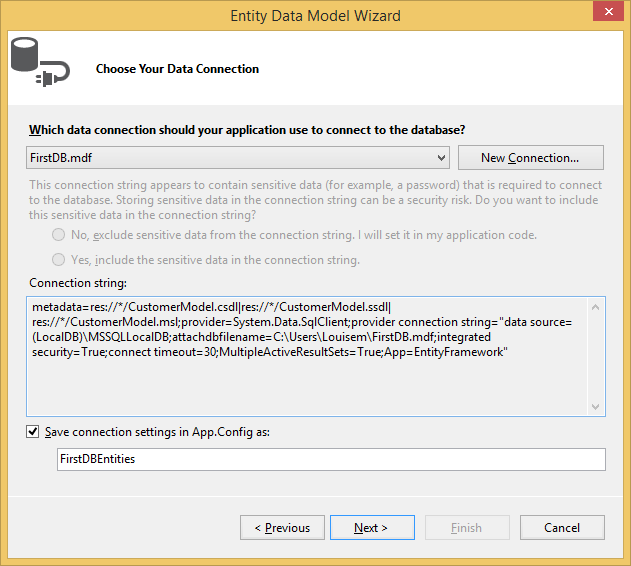 Entity Data Model Wizard
Choose Your Data Connection
Which data connection should your application use to connect to the database?
FirstDB.mdf
New Connection...
This connection string appears to contain sensitive data (for example, a password) that is required to connect
to the database. Storing sensitive data in the connection string can be a security risk. Do you want to include
this sensitive data in the connection string?
No, exclude sensitive data from the connection string. I will set it in my application code.
Yes, include the sensitive data in the connection string.
Connection string:
metadata=res://*/CustomerModel.csdl|res://*/CustomerModel.ssdl|
res://*/CustomerModel.msl;provider=System.Data.SqlClient;provider connection string="data source=
(LocalDB)\MSSQLLocalDB;attachdbfilename=C:\Users\Louisem\FirstDB.mdf;integrated
security=True;connect timeout=30;MultipleActiveResultSets=True;App=EntityFramework"
Save connection settings in App.Config as:
FirstDBEntities
< Previous
Next >
Finish
Cancel